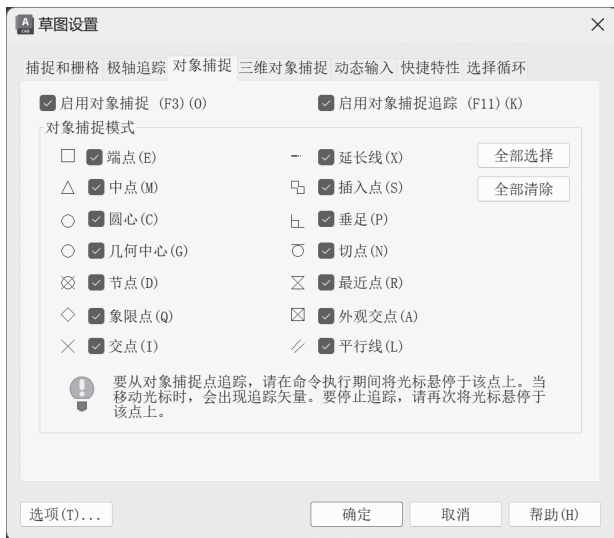 A CAD 草图设置
捕捉和栅格 极轴追踪 对象捕捉 三维对象捕捉 动态输入 快捷特性 选择循环
启用对象捕捉 (F3)(O) 启用对象捕捉追踪 (F11)(K)
对象捕捉模式
端点(E) 延长线(X) 全部选择
中点(M) 插入点(S) 全部清除
圆心(C) 垂足(P)
几何中心(G) 切点(N)
节点(D) 最近点(R)
象限点(Q) 外观交点(A)
交点(I) 平行线(L)
要从对象捕捉点追踪，请在命令执行期间将光标悬停于该点上。当
移动光标时，会出现追踪矢量。要停止追踪，请再次将光标悬停于
该点上。
选项(T)... 确定 取消 帮助(H)